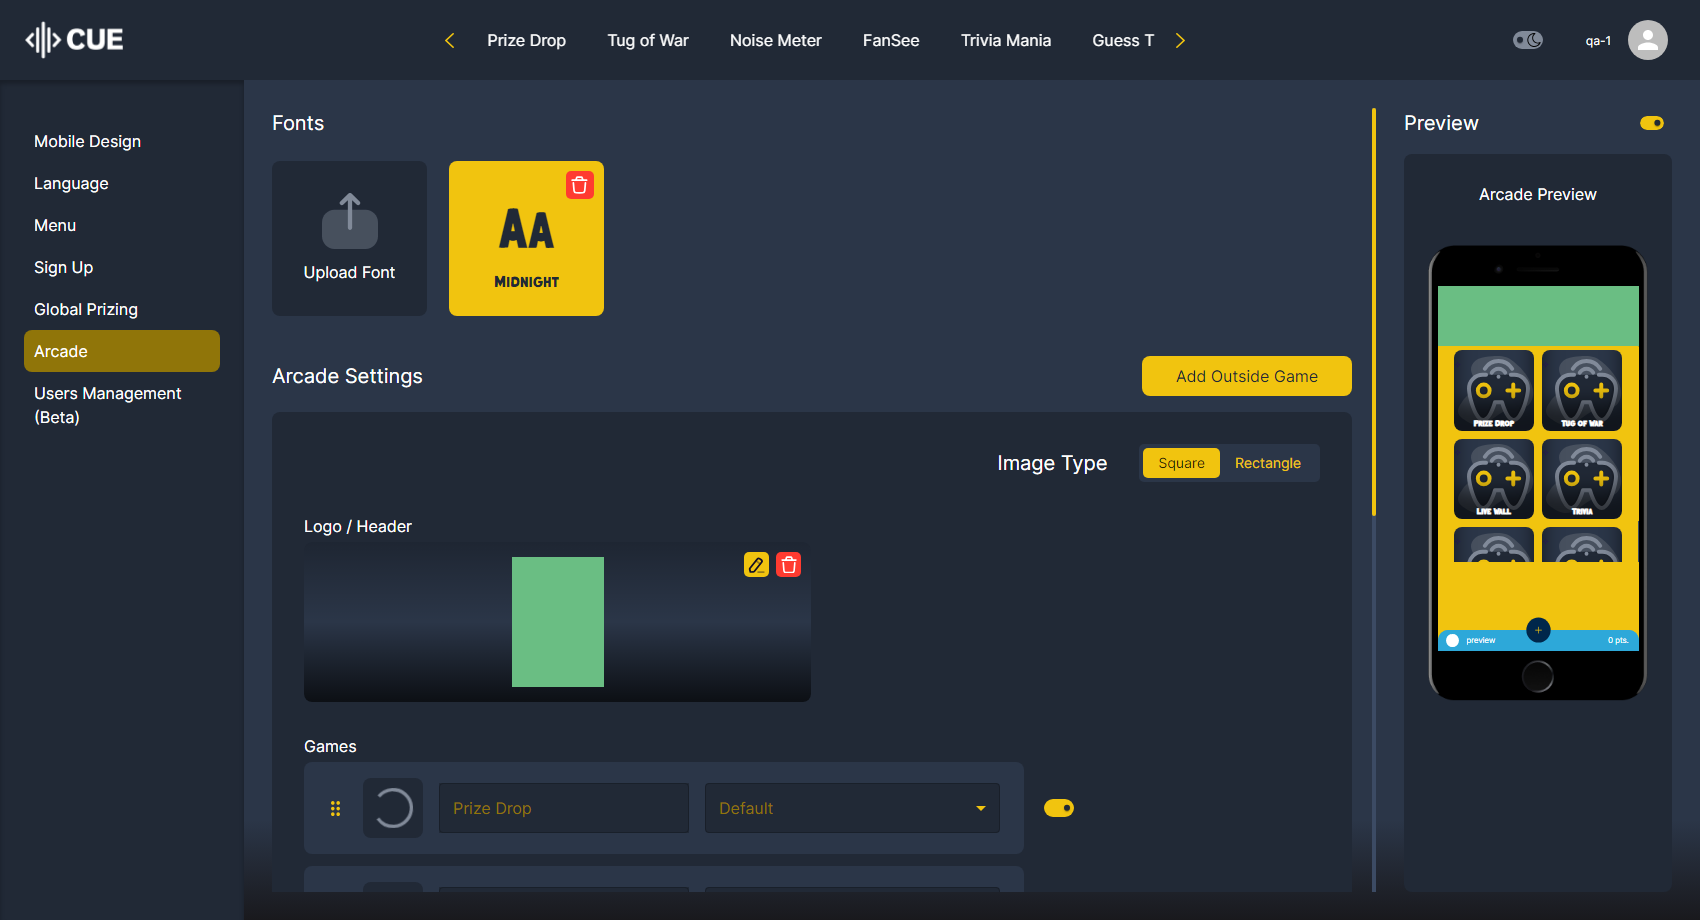 CUE
Prize Drop
Tug of War
Noise Meter
FanSee
Trivia Mania
Guess T
qa-1
Mobile Design
Language
Menu
Sign Up
Global Prizing
Arcade
Users Management
(Beta)
Fonts
Upload Font
AA
MIDNIGHT
Arcade Settings
Add Outside Game
Image Type
Square
Rectangle
Logo / Header
Games
Prize Drop
Default
Preview
Arcade Preview
PRIZE DROP
TUG OF WAR
LIVE WALL
TRIVIA
preview
+
0 pts.